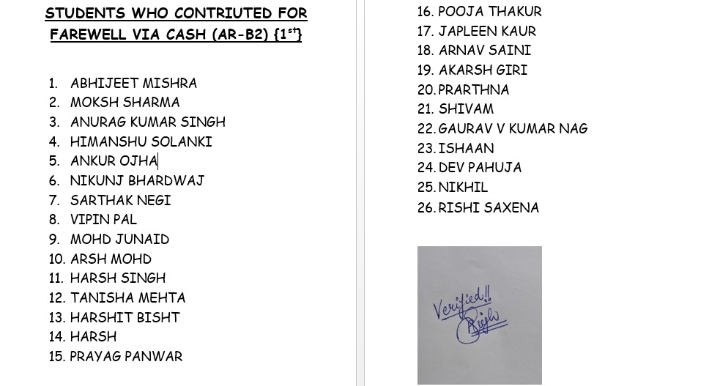 STUDENTS WHO CONTRIUTED FOR
FAREWELL VIA CASH (AR-B2) {1st}
1. ABHIJEET MISHRA
2. MOKSH SHARMA
3. ANURAG KUMAR SINGH
4. HIMANSHU SOLANKI
5. ANKUR OJHA
6. NIKUNJ BHARDWAJ
7. SARTHAK NEGI
8. VIPIN PAL
9. MOHD JUNAID
10. ARSH MOHD
11. HARSH SINGH
12. TANISHA MEHTA
13. HARSHIT BISHT
14. HARSH
15. PRAYAG PANWAR
16. POOJA THAKUR
17. JAPLEEN KAUR
18. ARNAV SAINI
19. AKARSH GIRI
20. PRARTHNA
21. SHIVAM
22. GAURAV V KUMAR NAG
23. ISHAAN
24. DEV PAHUJA
25. NIKHIL
26. RISHI SAXENA
Verified!!